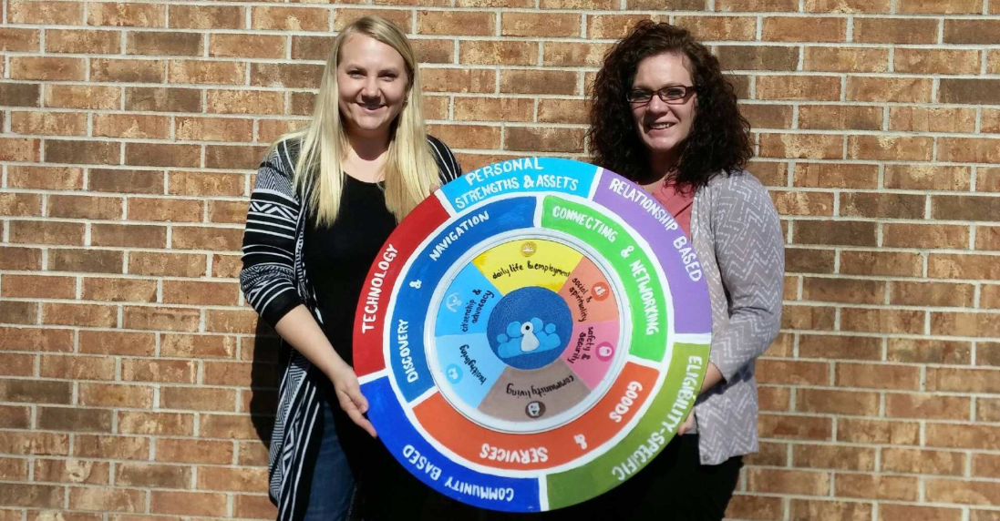 PERSONAL
STRENGTHS & ASSETS
RELATIONSHIP BASED
ELIGIBILITY-SPECIFIC
COMMUNITY BASED
TECHNOLOGY
DISCOVERY & NAVIGATION
CONNECTING & NETWORKING
GOODS & SERVICES
daily life & employment
social &
spirituality
safety &
security
community living
healthy living
citizenship &
advocacy